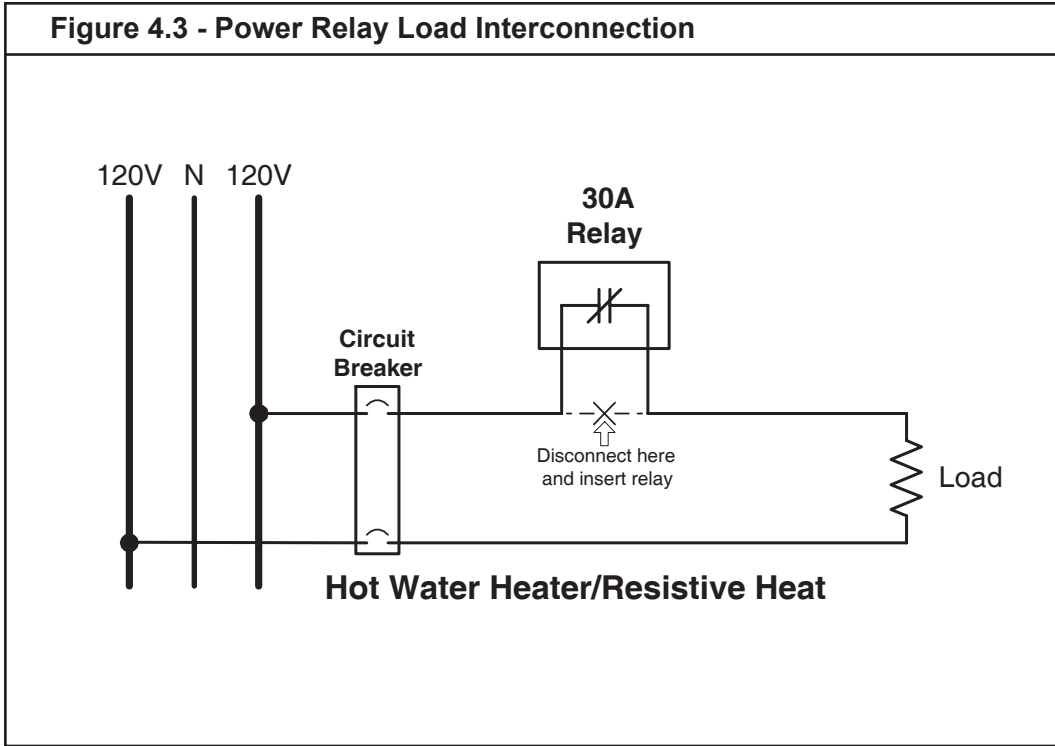 Figure 4.3 - Power Relay Load Interconnection
120V N 120V
30A
Relay
Circuit
Breaker
Disconnect here
and insert relay
Load
Hot Water Heater/Resistive Heat